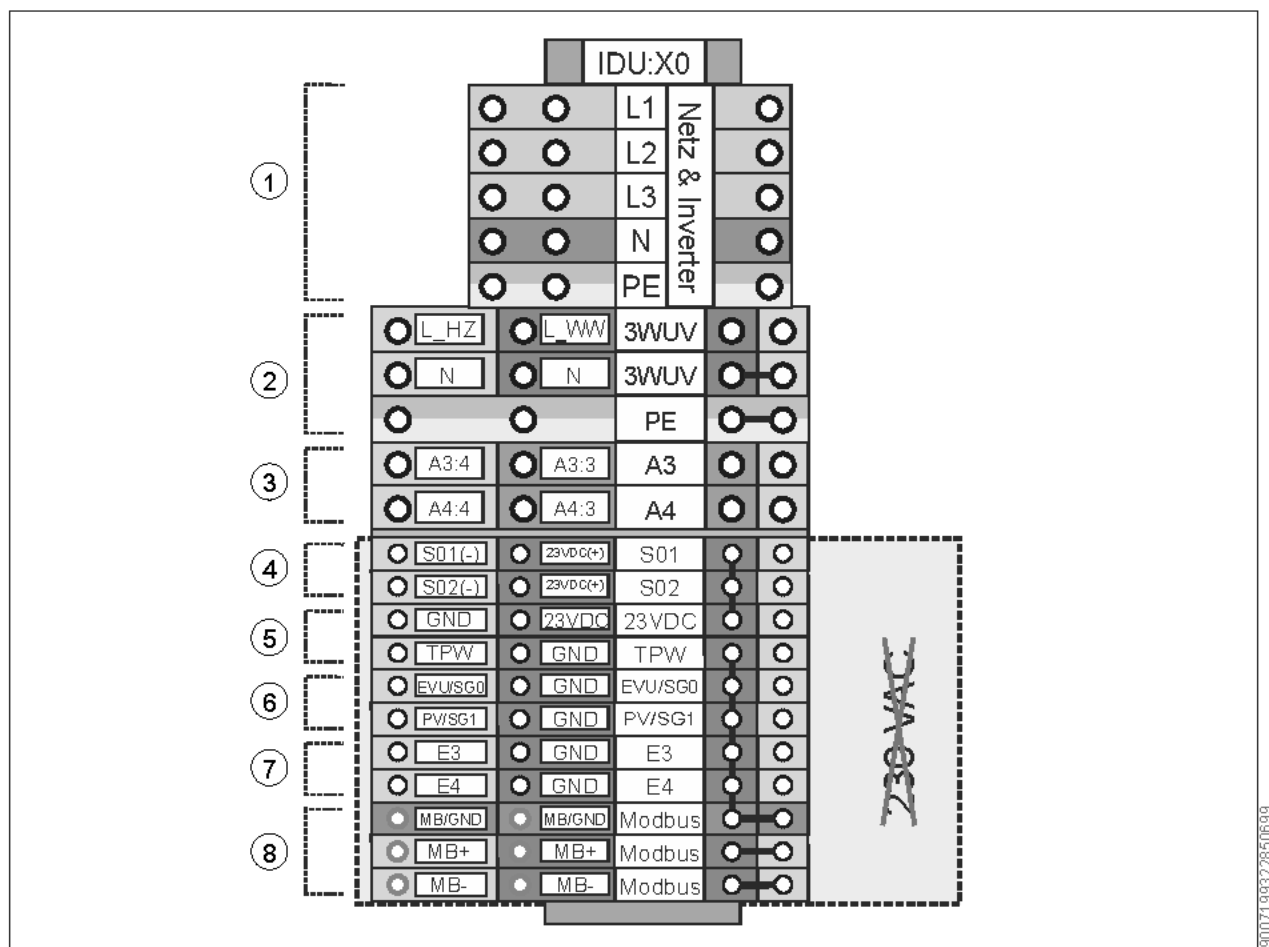 IDU:X0
L1
L2
L3
N
PE
Netz & Inverter
1
L_HZ L_WW 3WUV
N N 3WUV
PE
2
A3:4 A3:3 A3
A4:4 A4:3 A4
3
S01(-) 23VDC(+) S01
S02(-) 23VDC(+) S02
4
GND 23VDC 23VDC
TPW GND TPW
5
EVU/SG0 GND EVU/SG0
PV/SG1 GND PV/SG1
6
E3 GND E3
E4 GND E4
7
MB/GND MB/GND Modbus
MB+ MB+ Modbus
MB- MB- Modbus
8
230 VAC
9007199322850699